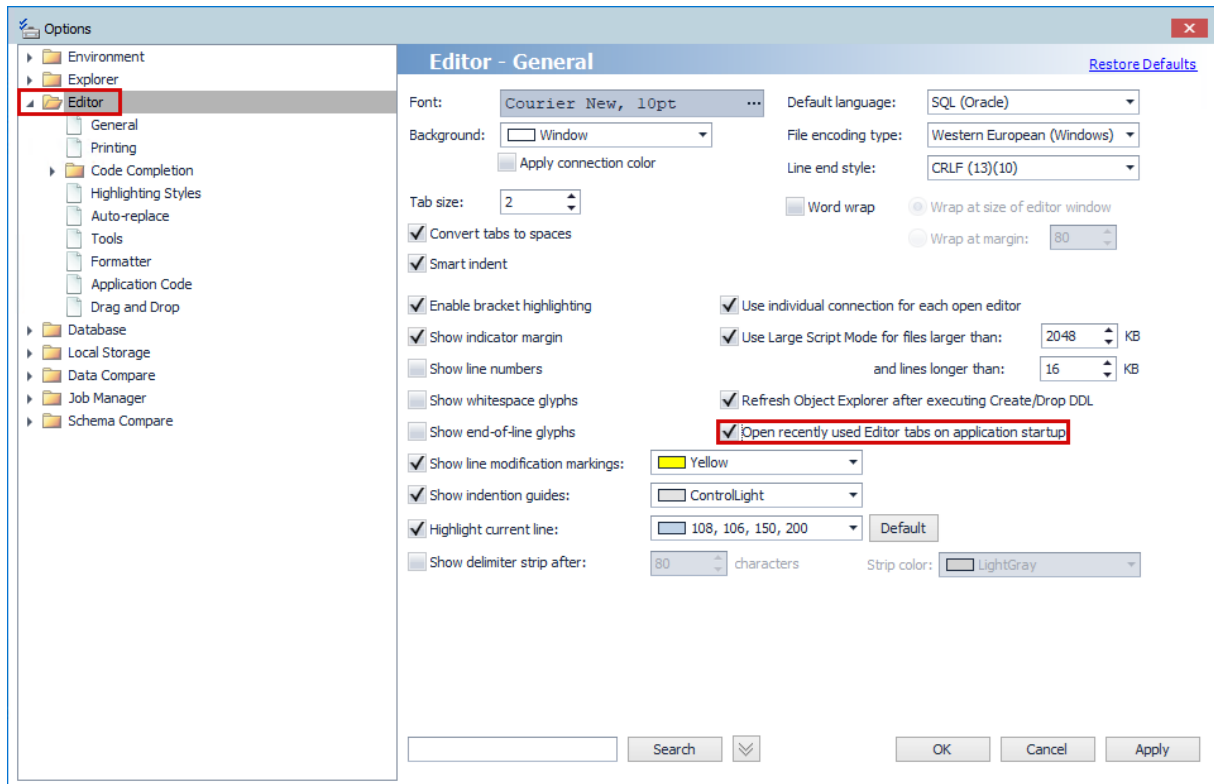 Options
Environment
Explorer
Editor
General
Printing
Code Completion
Highlighting Styles
Auto-replace
Tools
Formatter
Application Code
Drag and Drop
Database
Local Storage
Data Compare
Job Manager
Schema Compare
Editor - General
Restore Defaults
Font: Courier New, 10pt ... Default language: SQL (Oracle)
Background: Window File encoding type: Western European (Windows)
Apply connection color Line end style: CRLF (13)(10)
Tab size: 2 Word wrap Wrap at size of editor window
Convert tabs to spaces Wrap at margin: 80
Smart indent
Enable bracket highlighting Use individual connection for each open editor
Show indicator margin Use Large Script Mode for files larger than: 2048 KB
Show line numbers and lines longer than: 16 KB
Show whitespace glyphs Refresh Object Explorer after executing Create/Drop DDL
Show end-of-line glyphs Open recently used Editor tabs on application startup
Show line modification markings: Yellow
Show indention guides: ControlLight
Highlight current line: 108, 106, 150, 200 Default
Show delimiter strip after: 80 characters Strip color: LightGray
Search OK Cancel Apply